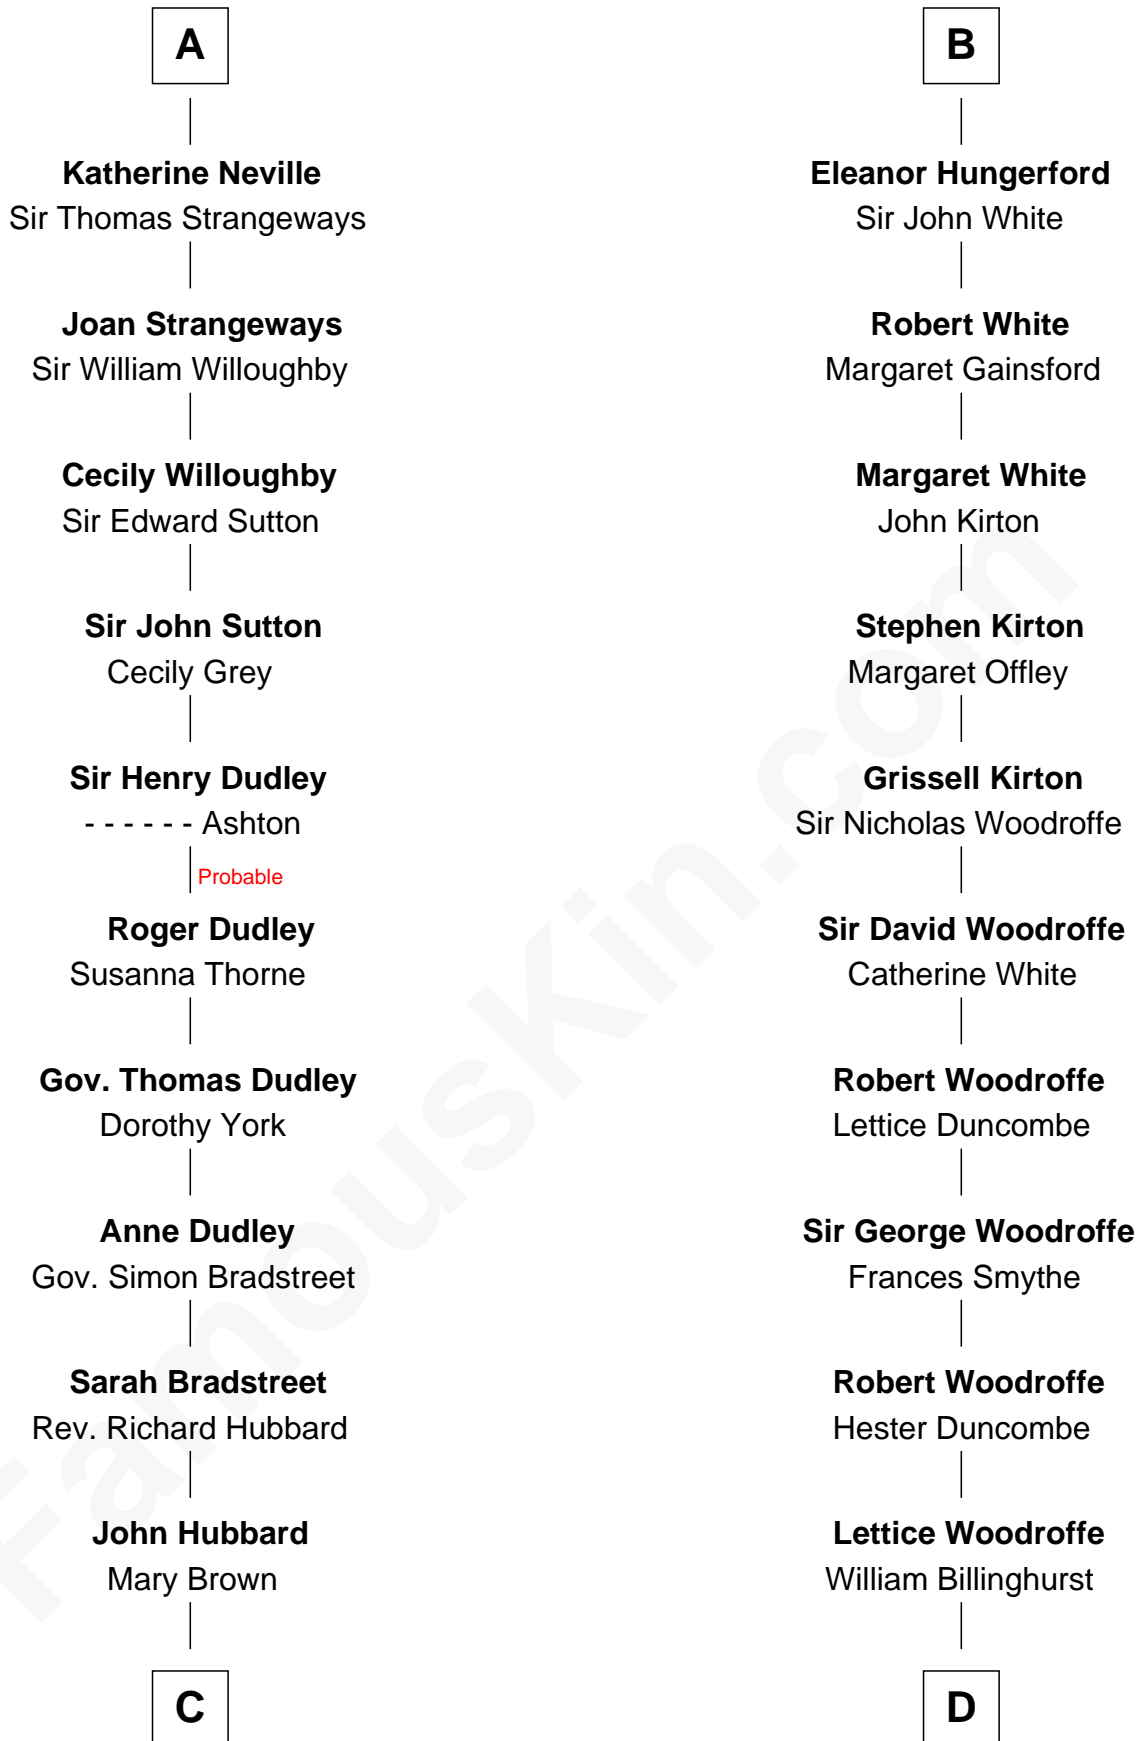 A
Katherine Neville
Sir Thomas Strangeways
Joan Strangeways
Sir William Willoughby
Cecily Willoughby
Sir Edward Sutton
Sir John Sutton
Cecily Grey
Sir Henry Dudley
- - - - - - Ashton
Probable
Roger Dudley
Susanna Thorne
Gov. Thomas Dudley
Dorothy York
Anne Dudley
Gov. Simon Bradstreet
Sarah Bradstreet
Rev. Richard Hubbard
John Hubbard
Mary Brown
C
B
Eleanor Hungerford
Sir John White
Robert White
Margaret Gainsford
Margaret White
John Kirton
Stephen Kirton
Margaret Offley
Grissell Kirton
Sir Nicholas Woodroffe
Sir David Woodroffe
Catherine White
Robert Woodroffe
Lettice Duncombe
Sir George Woodroffe
Frances Smythe
Robert Woodroffe
Hester Duncombe
Lettice Woodroffe
William Billinghurst
D
FamousKin.com